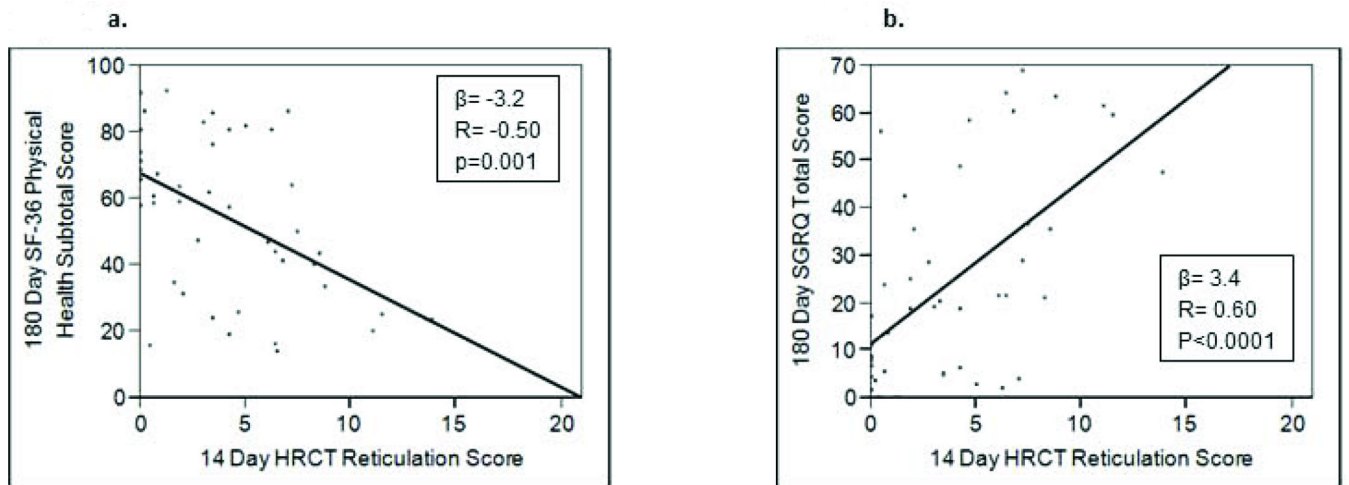 a.
180 Day SF-36 Physical
Health Subtotal Score
100
80
60
40
20
0
β= -3.2
R= -0.50
p=0.001
0 5 10 15 20
14 Day HRCT Reticulation Score
b.
180 Day SGRQ Total Score
70
60
50
40
30
20
10
0
β= 3.4
R= 0.60
P<0.0001
0 5 10 15 20
14 Day HRCT Reticulation Score